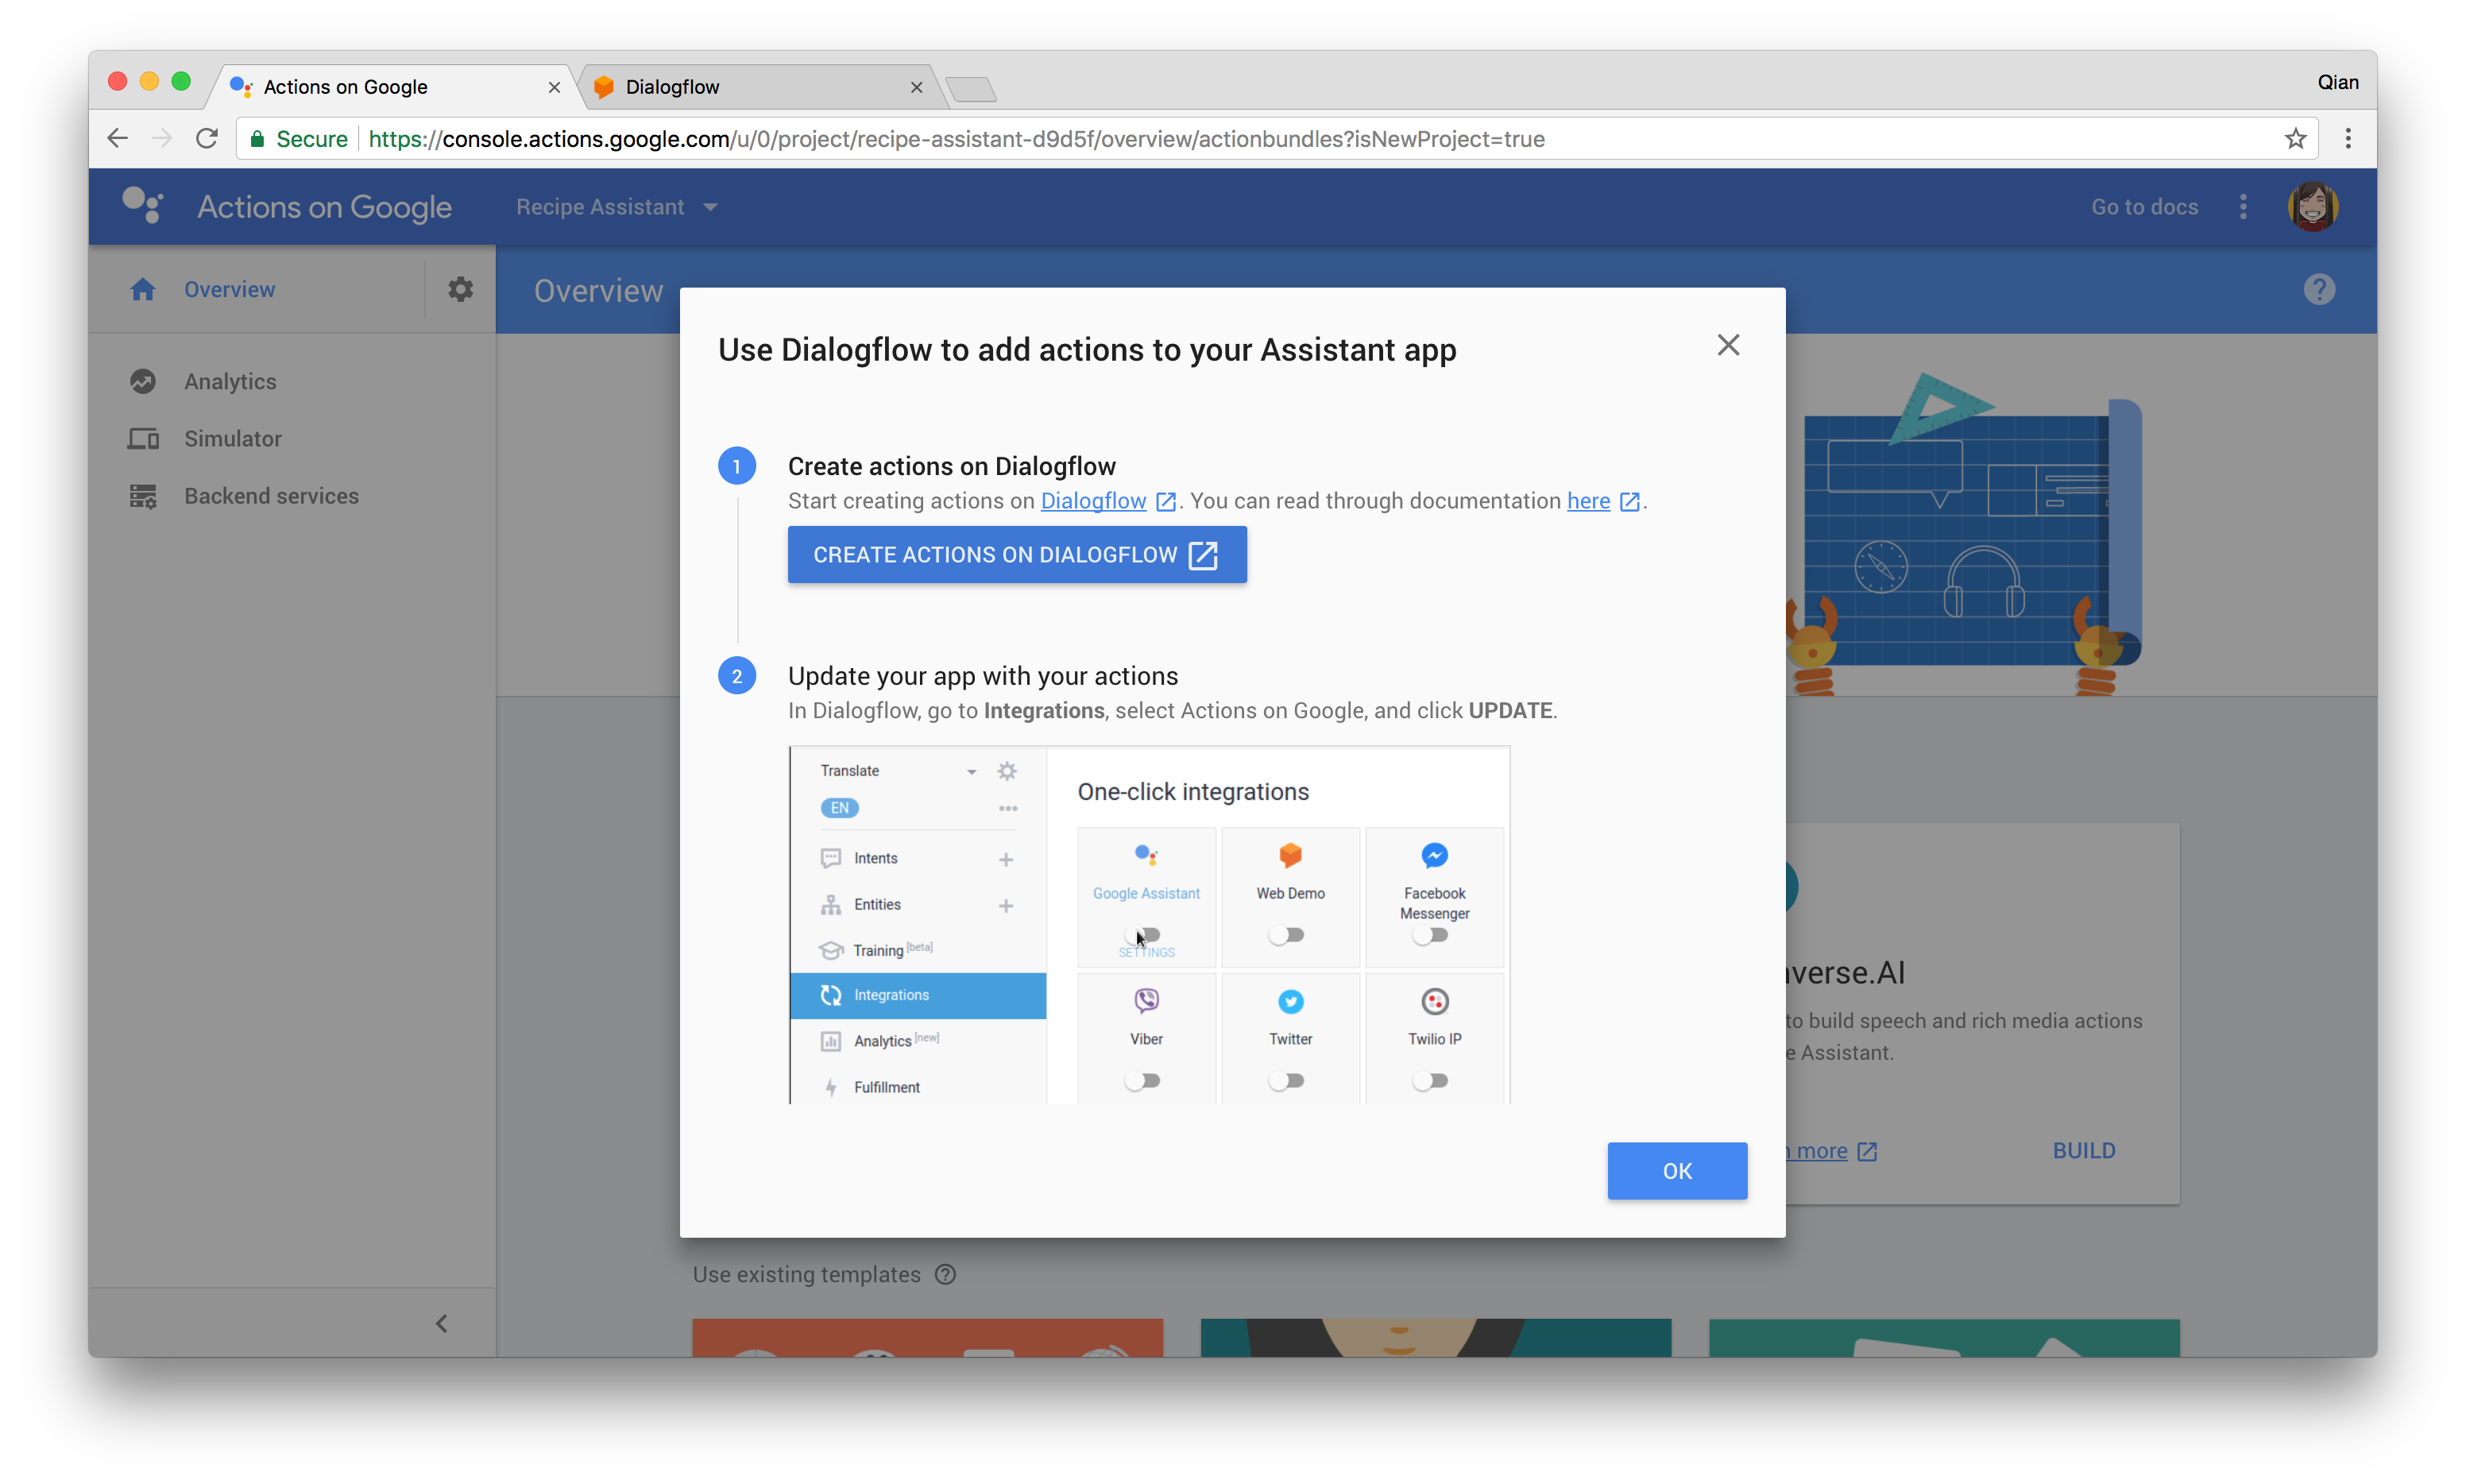 Actions on Google
Dialogflow
Qian
Secure
https://console.actions.google.com/u/0/project/recipe-assistant-d9d5f/overview/actionbundles?isNewProject=true
Actions on Google
Recipe Assistant
Go to docs
Overview
Overview
Analytics
Simulator
Backend services
Use Dialogflow to add actions to your Assistant app
1
Create actions on Dialogflow
Start creating actions on Dialogflow. You can read through documentation here.
CREATE ACTIONS ON DIALOGFLOW
2
Update your app with your actions
In Dialogflow, go to Integrations, select Actions on Google, and click UPDATE.
Translate
EN
Intents
Entities
Training [beta]
Integrations
Analytics [new]
Fulfillment
One-click integrations
Google Assistant
SETTINGS
Web Demo
Facebook
Messenger
Viber
Twitter
Twilio IP
OK
verse.AI
to build speech and rich media actions
e Assistant.
more
BUILD
Use existing templates